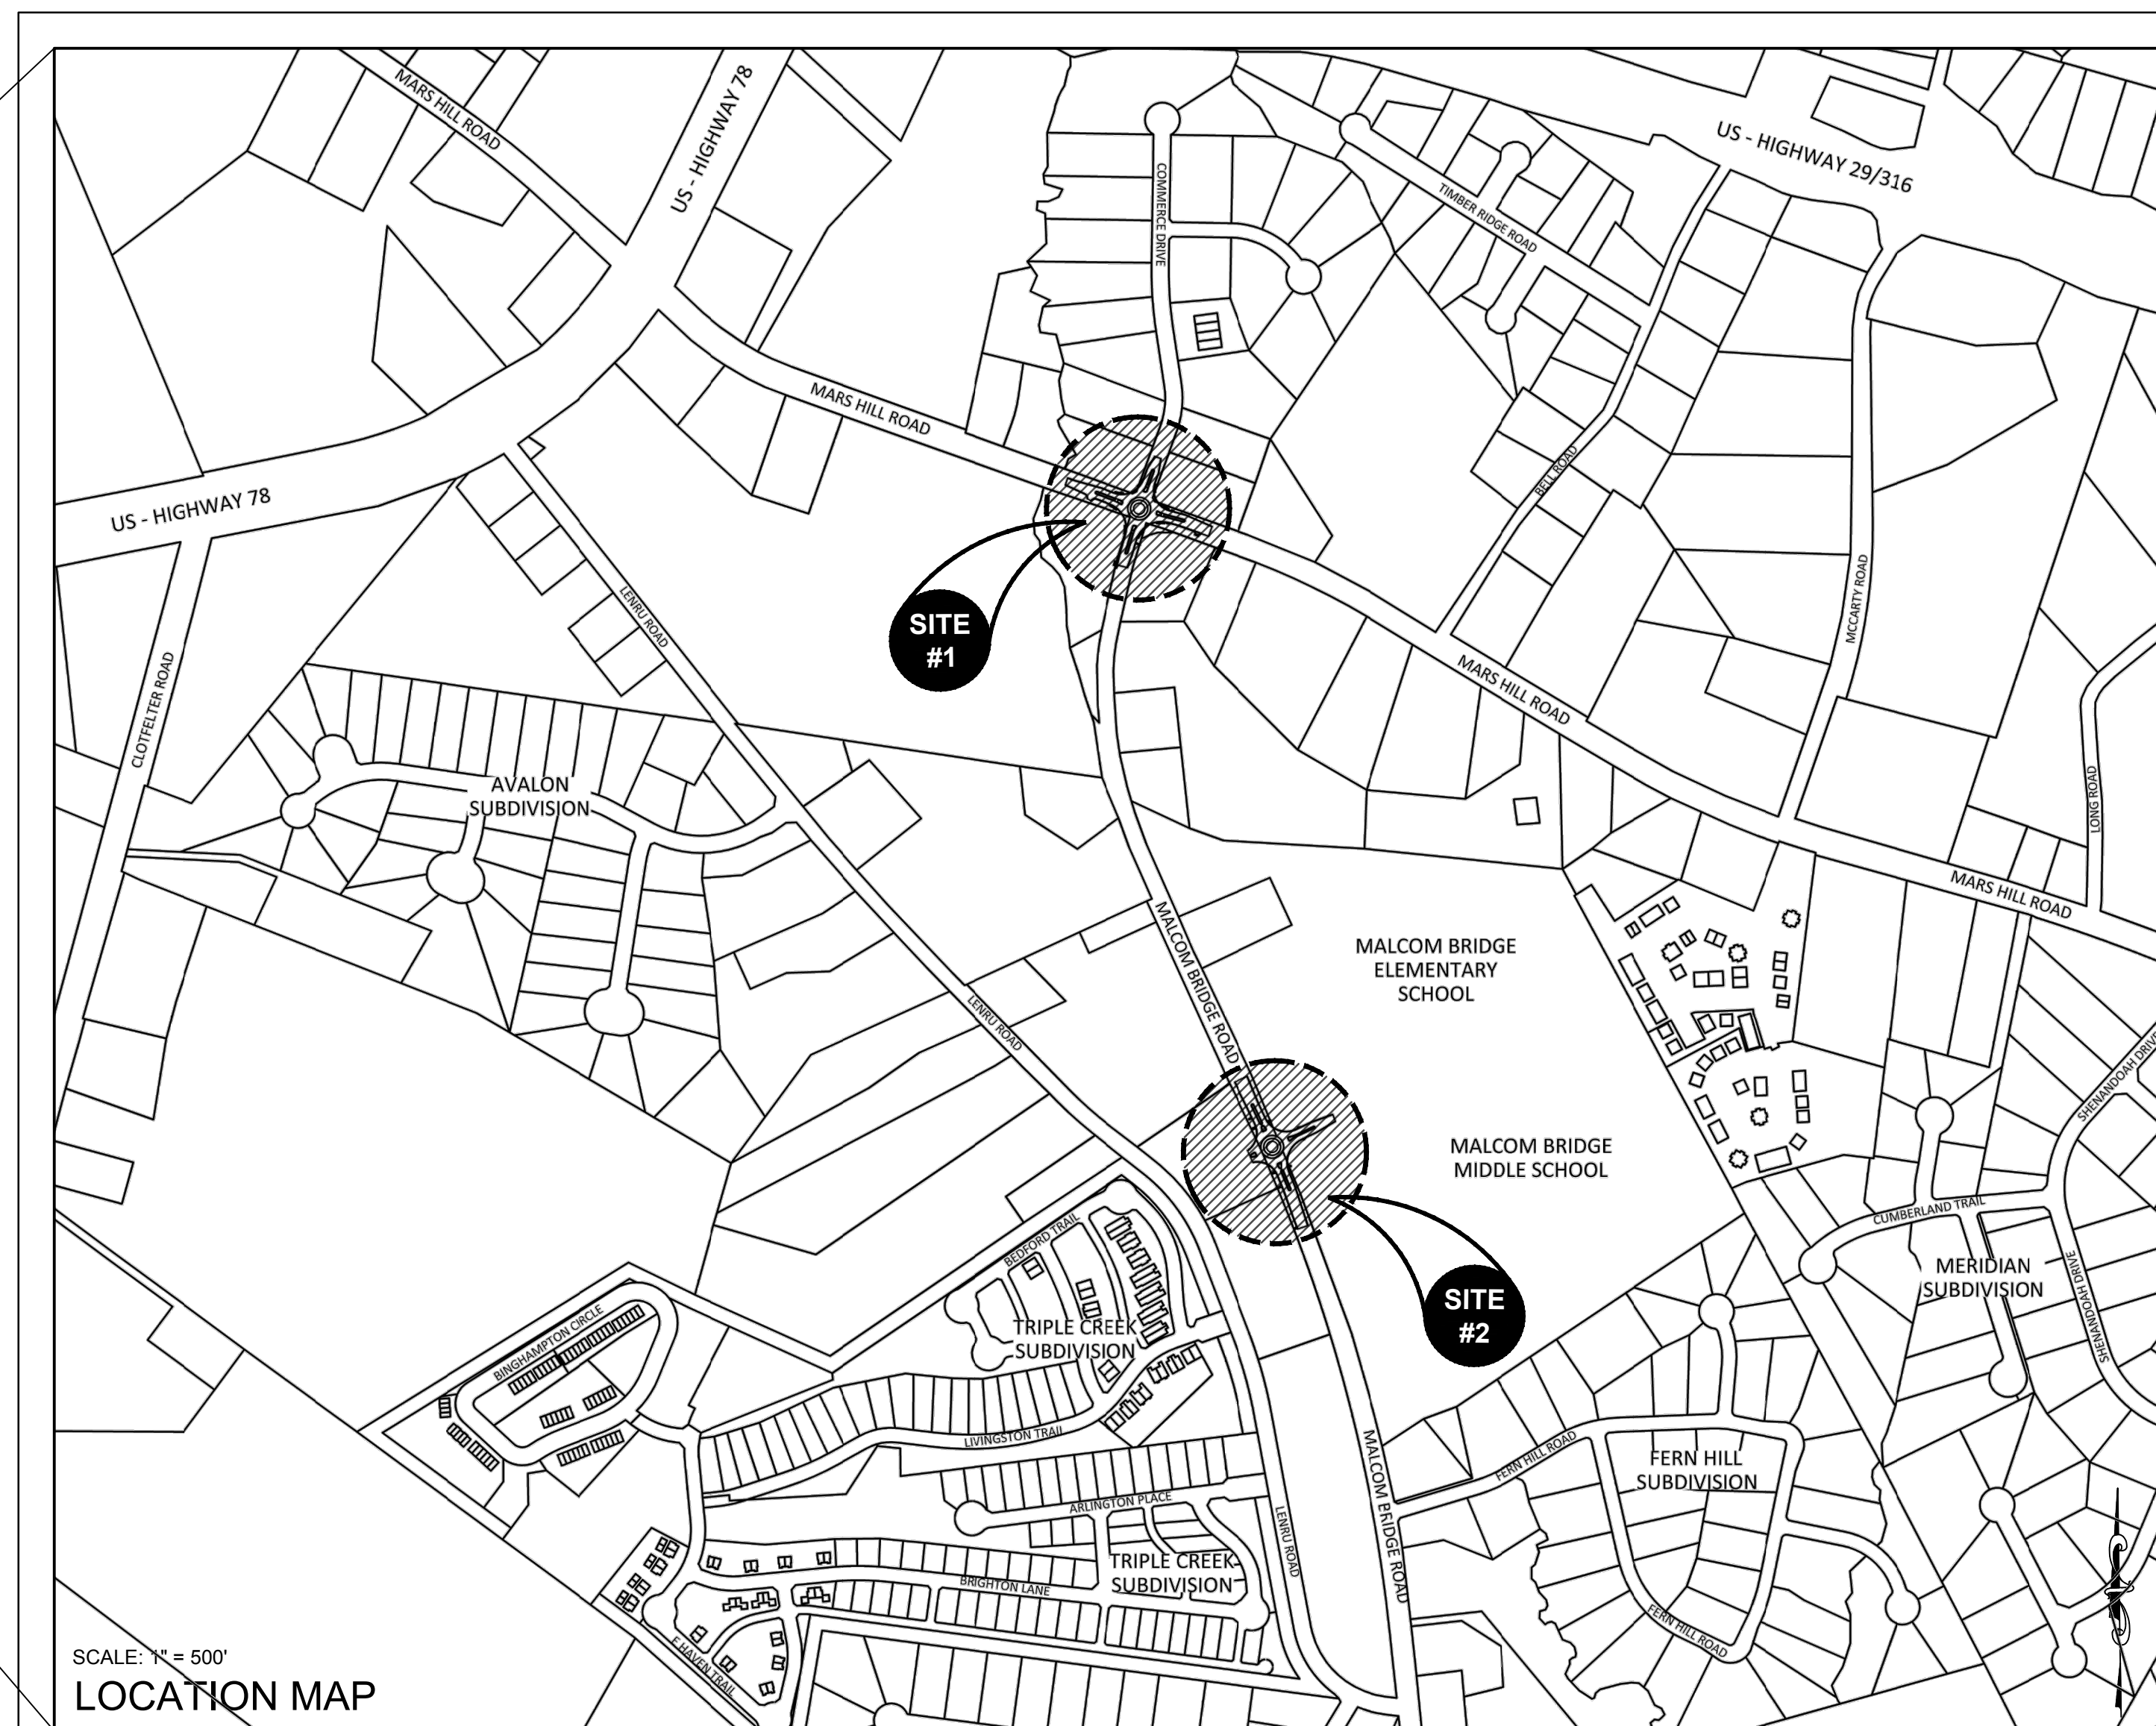 MARS HILL ROAD
US - HIGHWAY 78
US - HIGHWAY 29/316
COMMERCE DRIVE
TIMBER RIDGE ROAD
MARS HILL ROAD
BELL ROAD
US - HIGHWAY 78
LENRU ROAD
SITE
#1
MCCARTY ROAD
CLOTFELTER ROAD
MARS HILL ROAD
AVALON
SUBDIVISION
LONG ROAD
MARS HILL ROAD
MALCOM BRIDGE ROAD
MALCOM BRIDGE
ELEMENTARY
SCHOOL
LENRU ROAD
SHENANDOAH DRIVE
MALCOM BRIDGE
MIDDLE SCHOOL
CUMBERLAND TRAIL
BEDFORD TRAIL
MERIDIAN
SUBDIVISION
SHENANDOAH DRIVE
SITE
#2
BINGHAMPTON CIRCLE
TRIPLE CREEK
SUBDIVISION
LIVINGSTON TRAIL
FERN HILL ROAD
FERN HILL
SUBDIVISION
ARLINGTON PLACE
LENRU ROAD
MALCOM BRIDGE ROAD
TRIPLE CREEK
SUBDIVISION
BRIGHTON LANE
FERN HILL ROAD
E HAVEN TRAIL
SCALE: 1" = 500'
LOCATION MAP